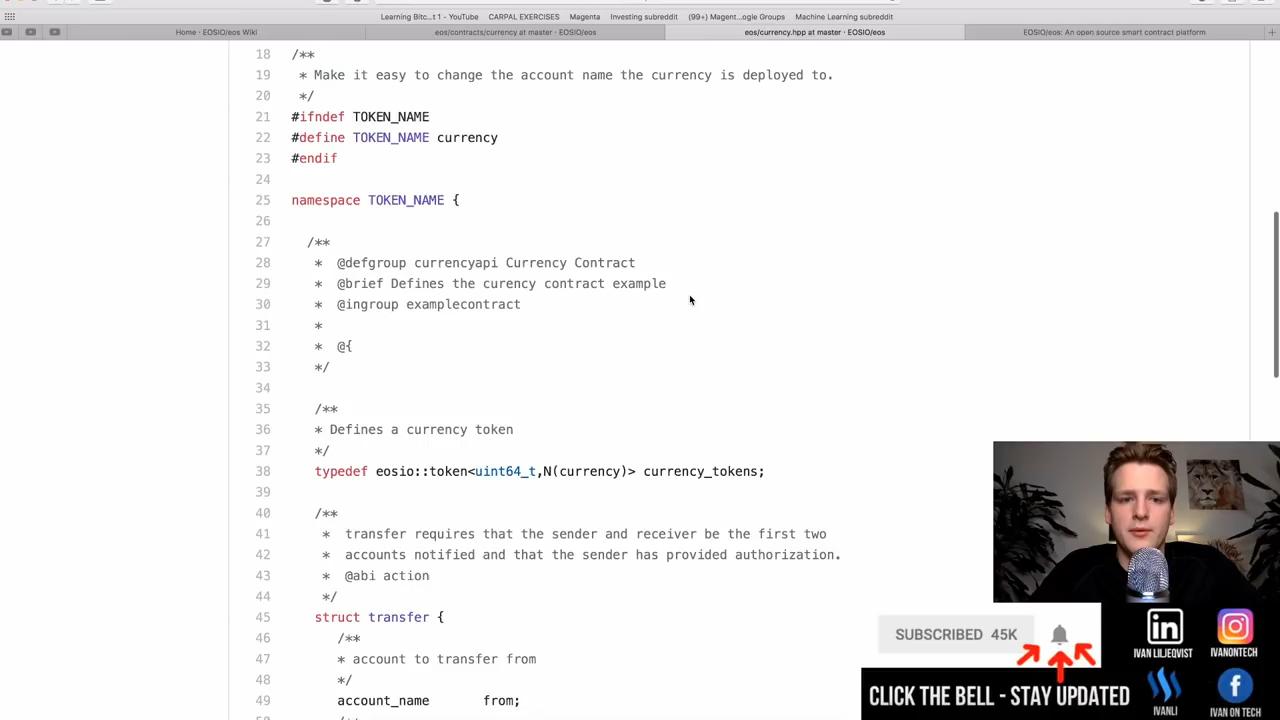 Learning Bitc...t 1 - YouTube CARPAL EXERCISES Magenta Investing subreddit (99+) Magent...ogle Groups Machine Learning subreddit
Home · EOSIO/eos Wiki eos/contracts/currency at master · EOSIO/eos eos/currency.hpp at master · EOSIO/eos EOSIO/eos: An open source smart contract platform
18 /**
19 * Make it easy to change the account name the currency is deployed to.
20 */
21 #ifndef TOKEN_NAME
22 #define TOKEN_NAME currency
23 #endif
24
25 namespace TOKEN_NAME {
26
27 /**
28 * @defgroup currencyapi Currency Contract
29 * @brief Defines the curency contract example
30 * @ingroup examplecontract
31 *
32 * @{
33 */
34
35 /**
36 * Defines a currency token
37 */
38 typedef eosio::token<uint64_t,N(currency)> currency_tokens;
39
40 /**
41 * transfer requires that the sender and receiver be the first two
42 * accounts notified and that the sender has provided authorization.
43 * @abi action
44 */
45 struct transfer {
46 /**
47 * account to transfer from
48 */
49 account_name from;
SUBSCRIBED 45K
IVAN LILJEQVIST IVANONTECH
CLICK THE BELL - STAY UPDATED
IVANLI IVAN ON TECH